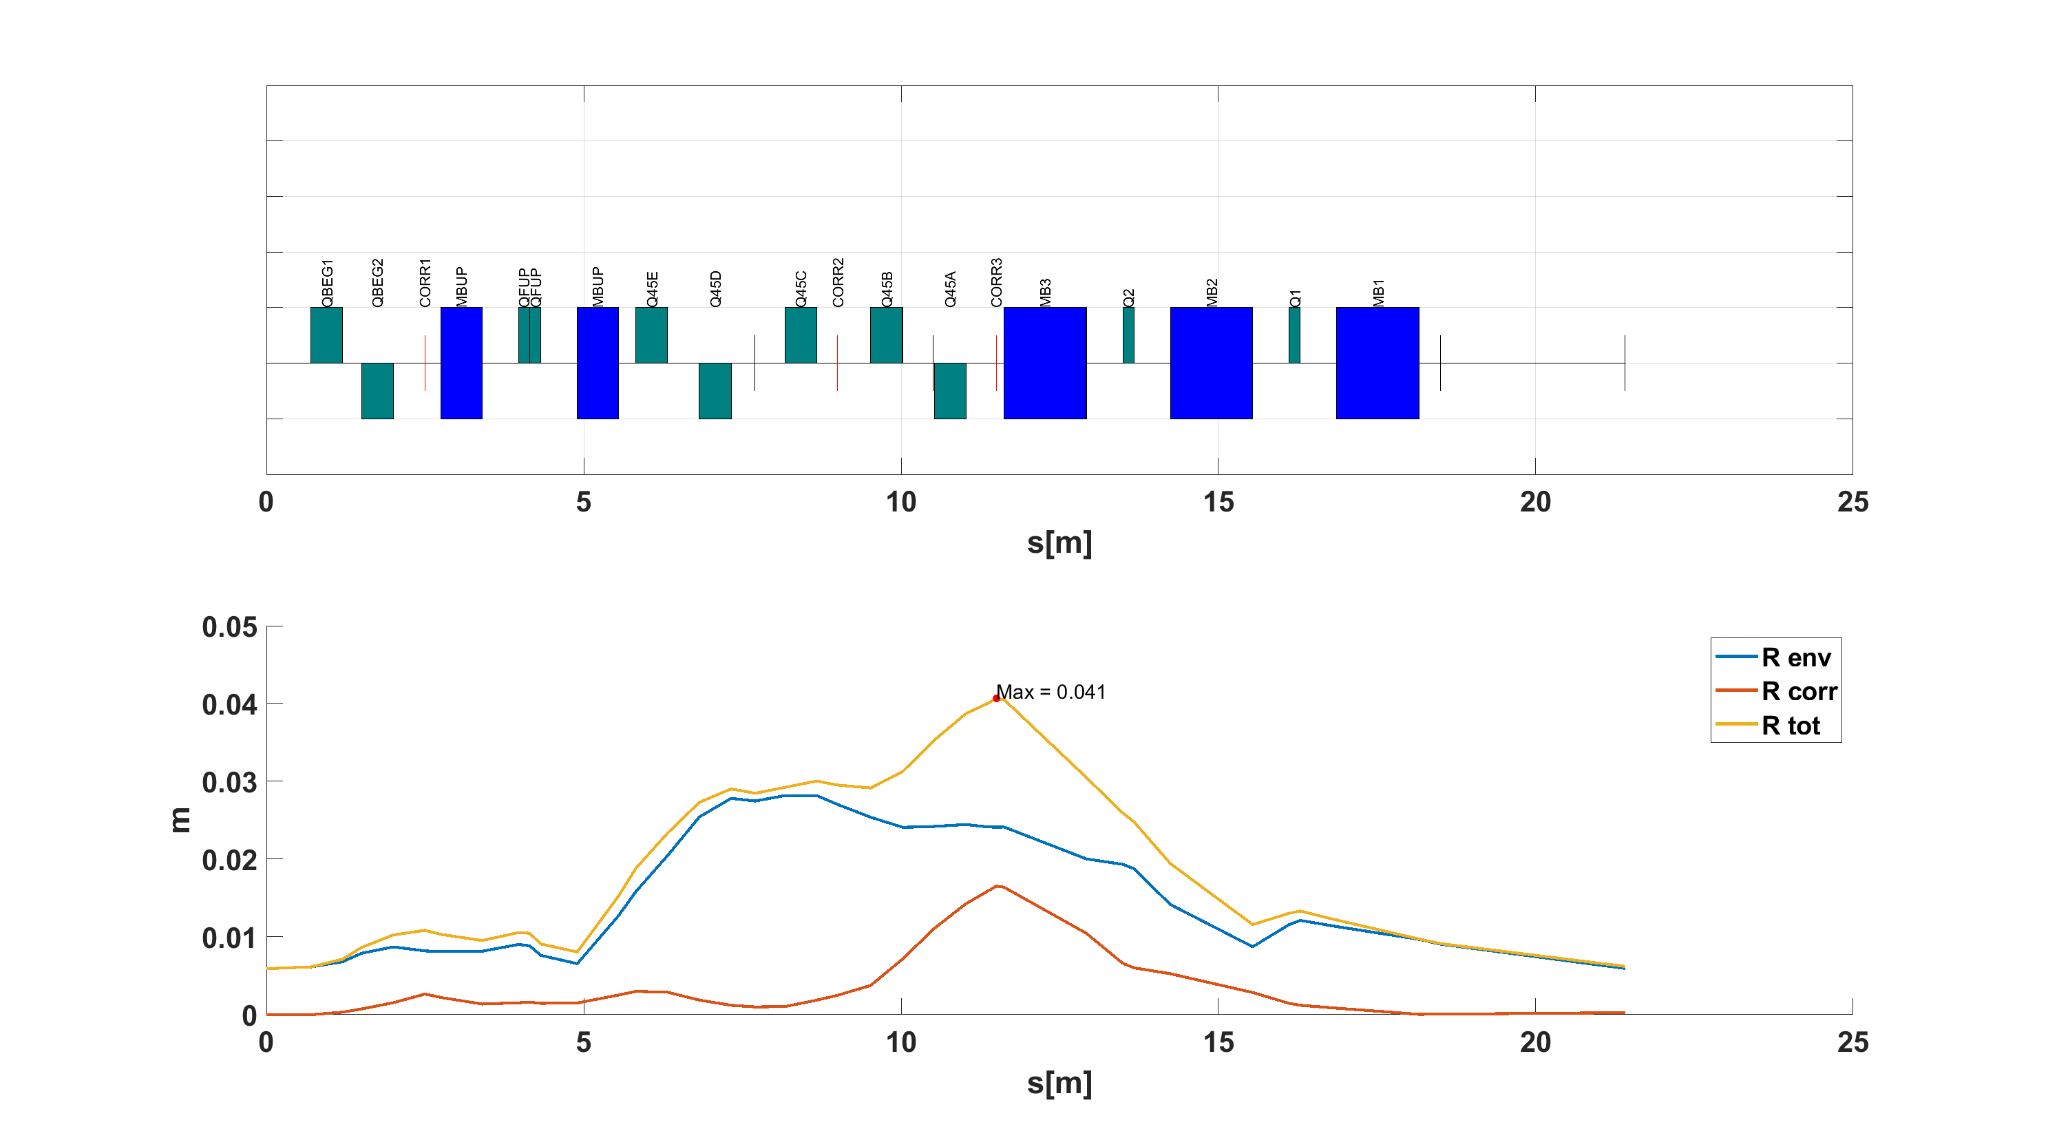 QBEG1
QBEG2
CORR1
MBUP
QFUP
QFUP
MBUP
Q45E
Q45D
Q45C
CORR2
Q45B
Q45A
CORR3
MB3
Q2
MB2
Q1
MB1
0 5 10 15 20 25
s[m]
0.05
0.04
0.03
0.02
0.01
0
m
Max = 0.041
R env
R corr
R tot
0 5 10 15 20 25
s[m]